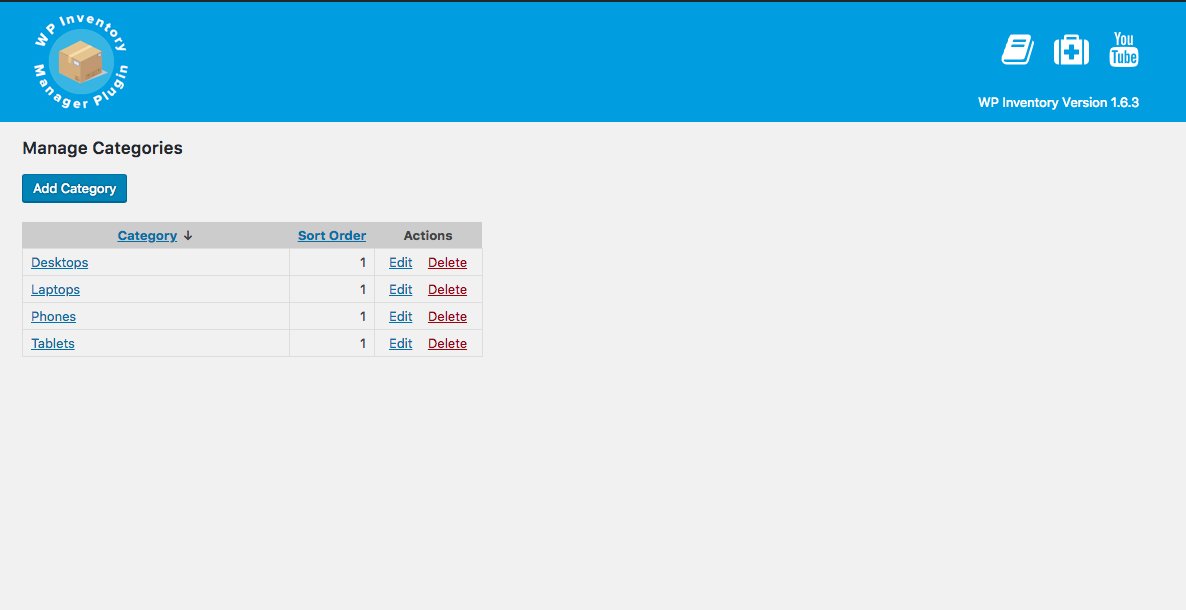 WP Inventory
Manager Plugin
You
Tube
WP Inventory Version 1.6.3
Manage Categories
Add Category
Category ↓ Sort Order Actions
Desktops 1 Edit Delete
Laptops 1 Edit Delete
Phones 1 Edit Delete
Tablets 1 Edit Delete